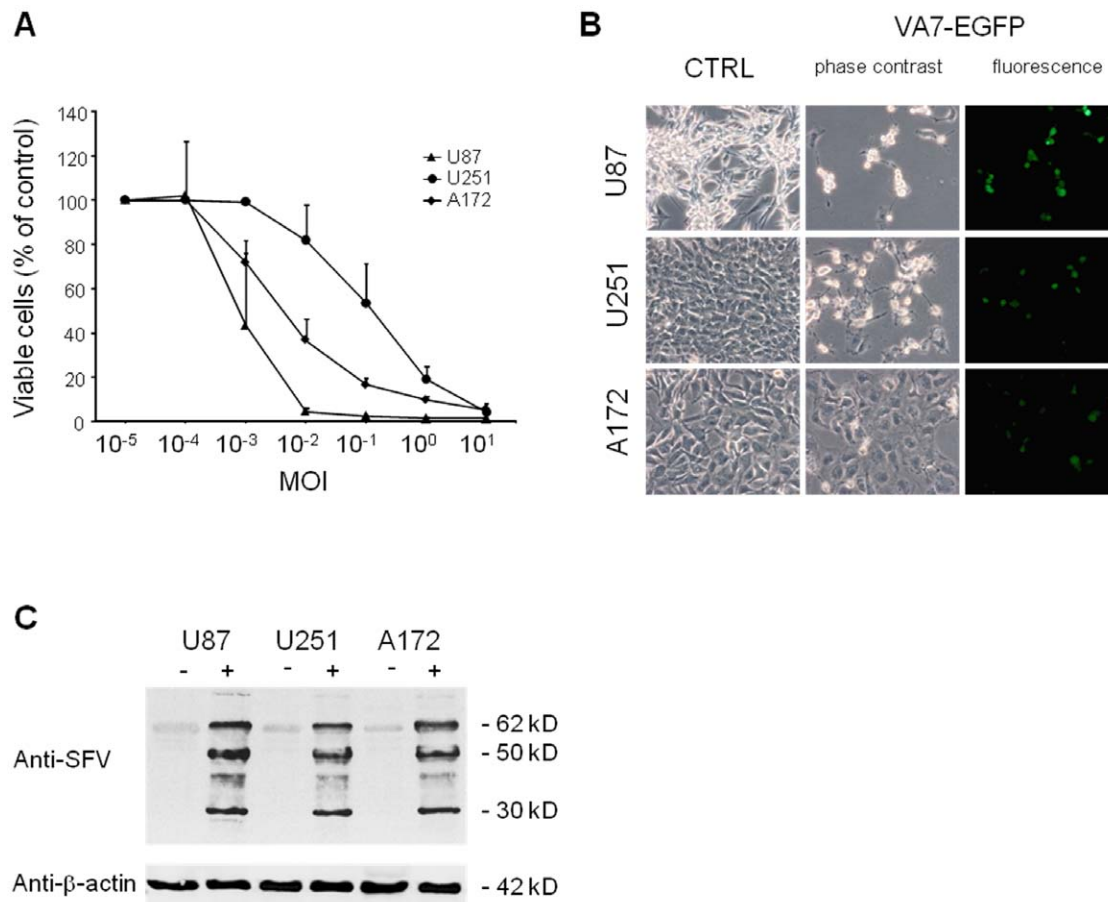 A
Viable cells (% of control)
140
120
100
80
60
40
20
0
U87
U251
A172
10⁻⁵ 10⁻⁴ 10⁻³ 10⁻² 10⁻¹ 10⁰ 10¹
MOI
B
VA7-EGFP
CTRL phase contrast fluorescence
U87
U251
A172
C
U87 U251 A172
- + - + - +
Anti-SFV
- 62 kD
- 50 kD
- 30 kD
Anti-β-actin - 42 kD